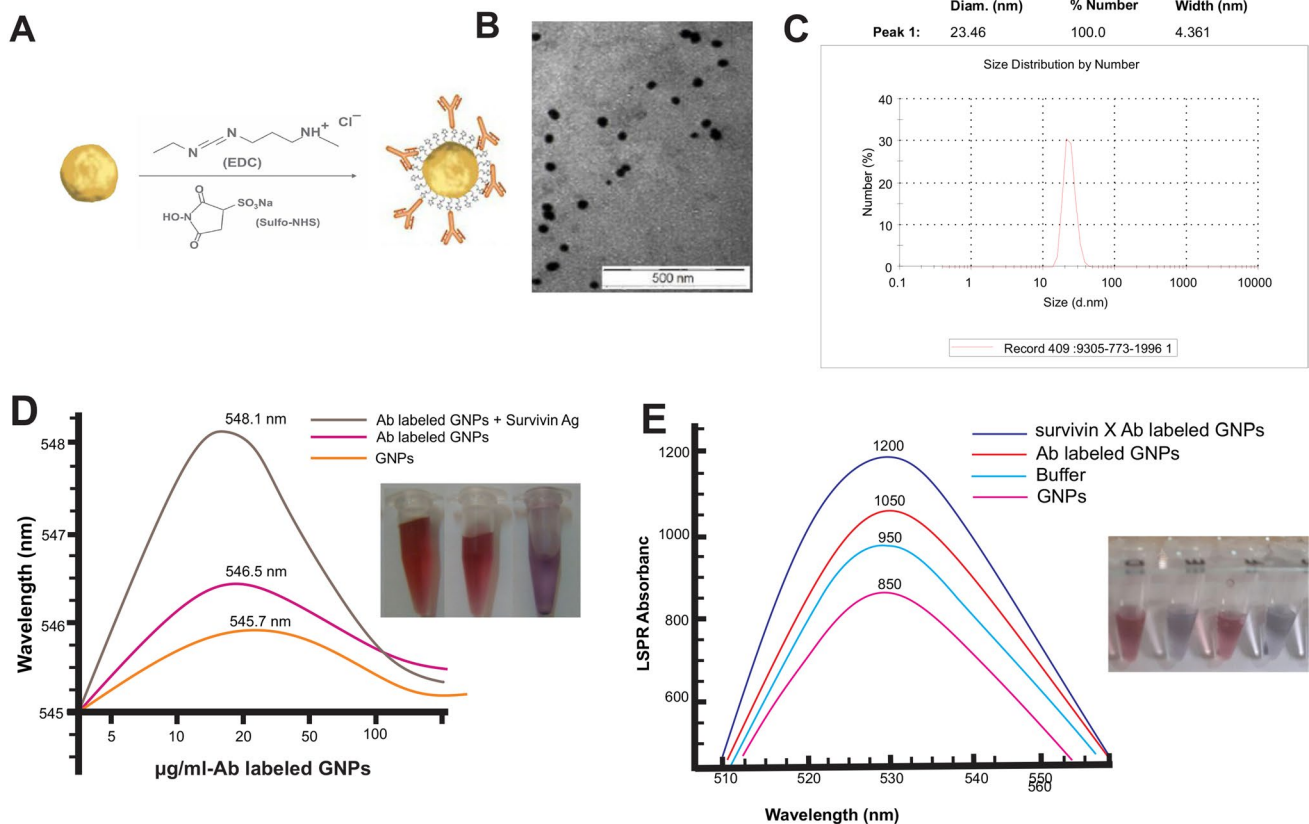 A
N
N
NH+ Cl−
(EDC)
O
HO-N
SO3Na
(Sulfo-NHS)
O
B
500 nm
C
Diam. (nm) % Number Width (nm)
Peak 1: 23.46 100.0 4.361
Size Distribution by Number
Number (%)
40
30
20
10
0
0.1 1 10 100 1000 10000
Size (d.nm)
Record 409 :9305-773-1996 1
D
548.1 nm
546.5 nm
545.7 nm
Ab labeled GNPs + Survivin Ag
Ab labeled GNPs
GNPs
Wavelength (nm)
548
547
546
545
5 10 20 50 100
µg/ml-Ab labeled GNPs
E
1200
1050
950
850
survivin X Ab labeled GNPs
Ab labeled GNPs
Buffer
GNPs
LSPR Absorbanc
1200
1000
800
600
510 520 530 540 550
560
Wavelength (nm)